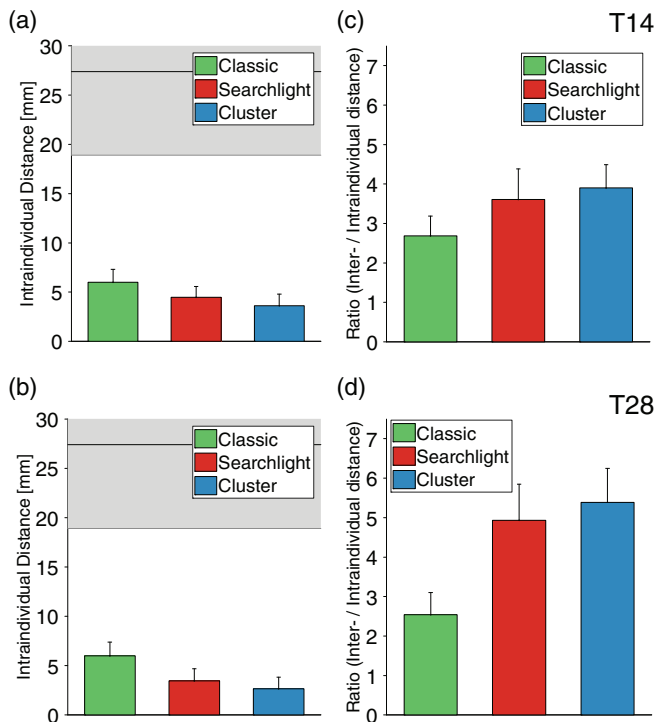 (a)
30
25
20
15
10
5
0
Intraindividual Distance [mm]
Classic
Searchlight
Cluster
(c)
T14
7
6
5
4
3
2
1
0
Ratio (Inter- / Intraindividual distance)
Classic
Searchlight
Cluster
(b)
30
25
20
15
10
5
0
Intraindividual Distance [mm]
Classic
Searchlight
Cluster
(d)
T28
7
6
5
4
3
2
1
0
Ratio (Inter- / Intraindividual distance)
Classic
Searchlight
Cluster